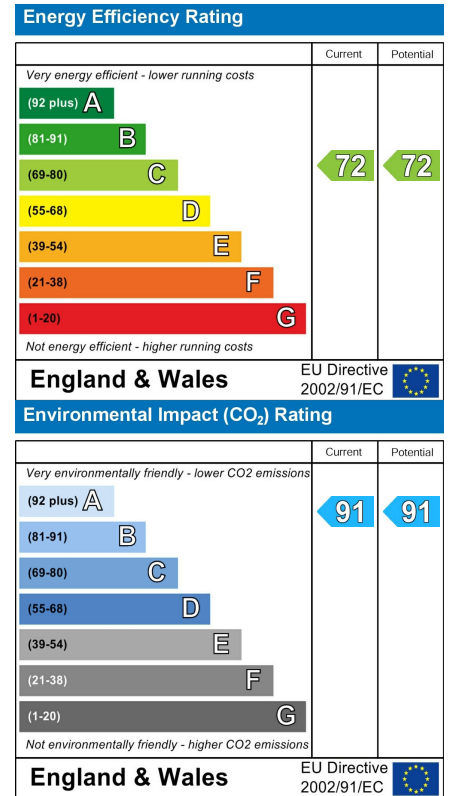 Energy Efficiency Rating
Current Potential
Very energy efficient - lower running costs
(92 plus) A
(81-91) B
(69-80) C
72 72
(55-68) D
(39-54) E
(21-38) F
(1-20) G
Not energy efficient - higher running costs
England & Wales
EU Directive
2002/91/EC
Environmental Impact (CO₂) Rating
Current Potential
Very environmentally friendly - lower CO2 emissions
(92 plus) A
91 91
(81-91) B
(69-80) C
(55-68) D
(39-54) E
(21-38) F
(1-20) G
Not environmentally friendly - higher CO2 emissions
England & Wales
EU Directive
2002/91/EC